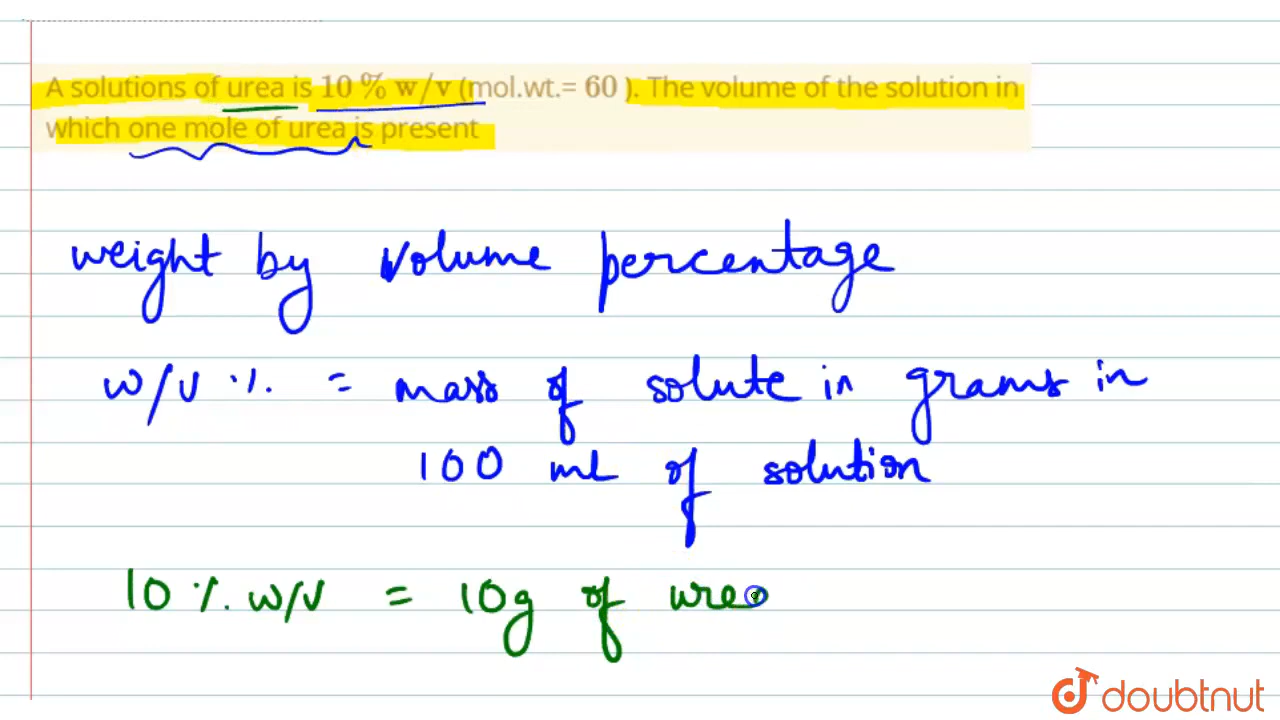 A solutions of urea is 10 % w/v (mol.wt.= 60 ). The volume of the solution in
which one mole of urea is present
weight by volume percentage
w/v % = mass of solute in grams in
100 ml of solution
10 % w/v = 10g of urea
doubtnut